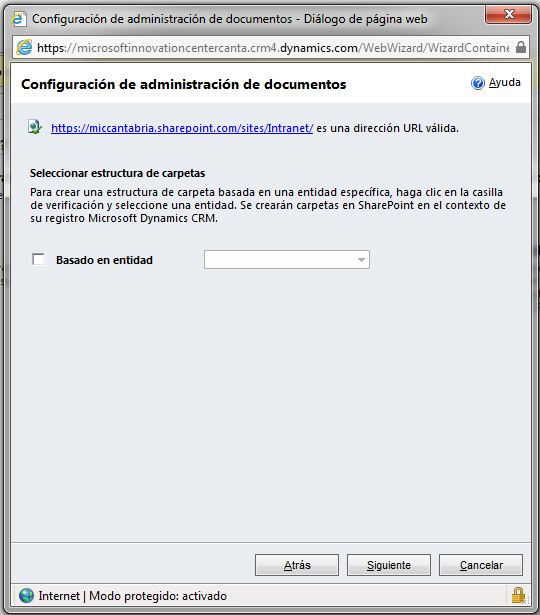 Configuración de administración de documentos - Diálogo de página web
https://microsoftinnovationcentercanta.crm4.dynamics.com/WebWizard/WizardContaine
Configuración de administración de documentos
Ayuda
https://miccantabria.sharepoint.com/sites/Intranet/ es una dirección URL válida.
Seleccionar estructura de carpetas
Para crear una estructura de carpeta basada en una entidad específica, haga clic en la casilla
de verificación y seleccione una entidad. Se crearán carpetas en SharePoint en el contexto de
su registro Microsoft Dynamics CRM.
Basado en entidad
Atrás
Siguiente
Cancelar
Internet | Modo protegido: activado